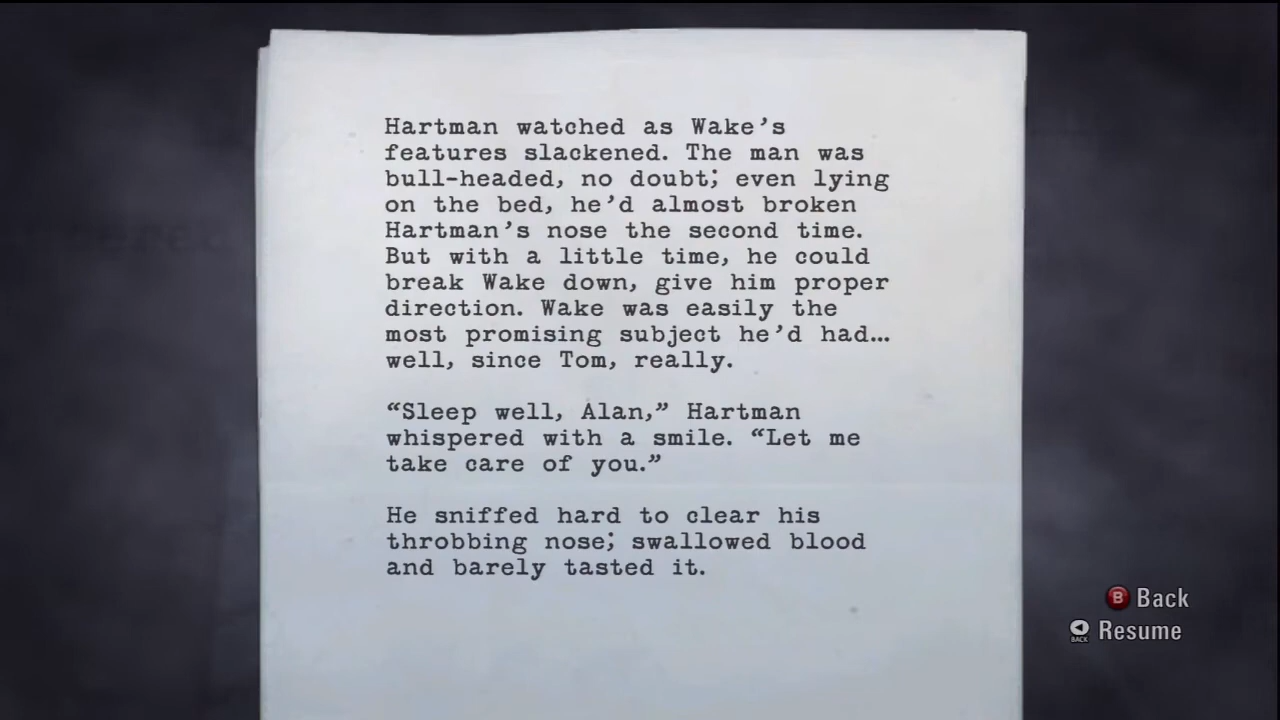 Hartman watched as Wake’s
features slackened. The man was
bull-headed, no doubt; even lying
on the bed, he’d almost broken
Hartman’s nose the second time.
But with a little time, he could
break Wake down, give him proper
direction. Wake was easily the
most promising subject he’d had…
well, since Tom, really.
“Sleep well, Alan,” Hartman
whispered with a smile. “Let me
take care of you.”
He sniffed hard to clear his
throbbing nose; swallowed blood
and barely tasted it.
B Back
BACK Resume